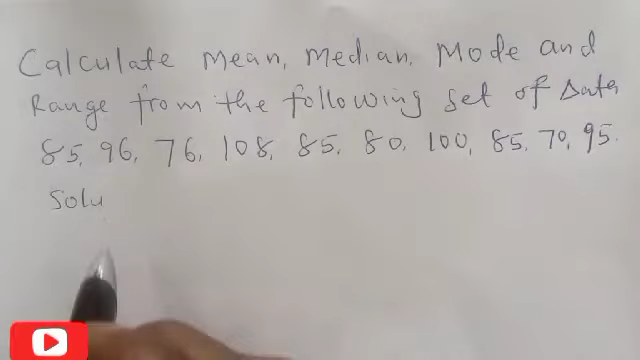 Calculate Mean, Median, Mode and
Range from the following set of Data
85, 96, 76, 108, 85, 80, 100, 85, 70, 95.
Solu